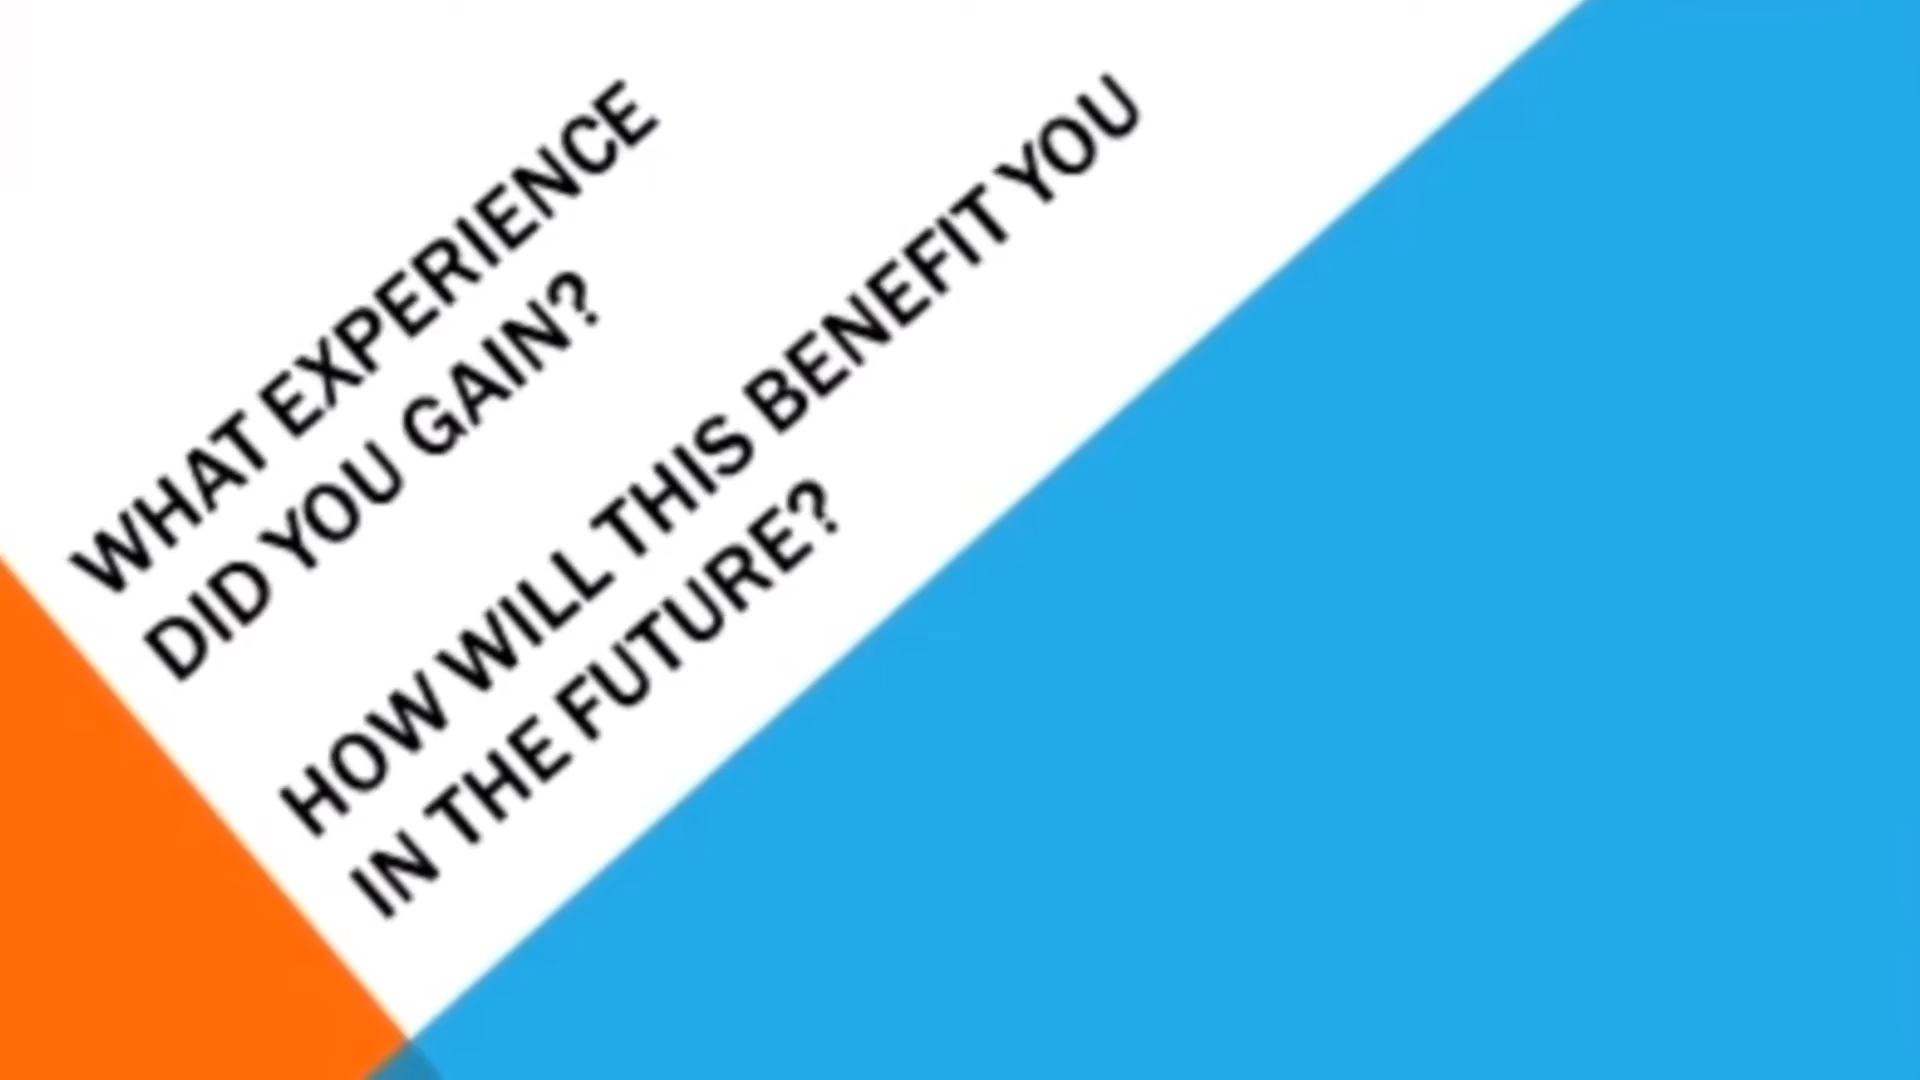 WHAT EXPERIENCE
DID YOU GAIN?
HOW WILL THIS BENEFIT YOU
IN THE FUTURE?